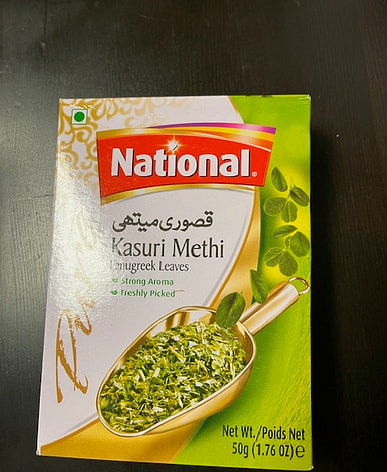 National®
قصوری میتھی
Kasuri Methi
Fenugreek Leaves
Strong Aroma
Freshly Picked
Net Wt./Poids Net
50g (1.76 OZ) e